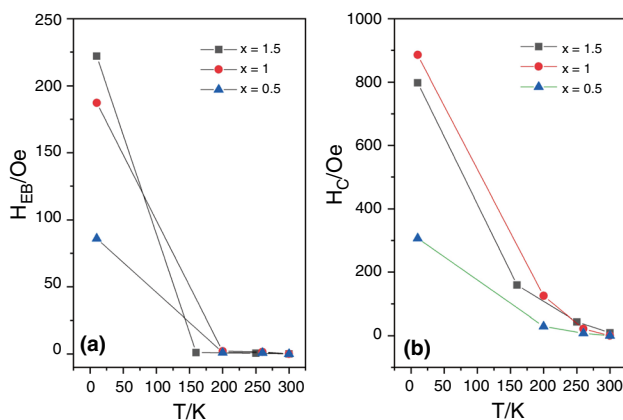 250
200
150
100
50
0
H_EB/Oe
x = 1.5
x = 1
x = 0.5
(a)
0 50 100 150 200 250 300
T/K
1000
800
600
400
200
0
H_C/Oe
x = 1.5
x = 1
x = 0.5
(b)
0 50 100 150 200 250 300
T/K